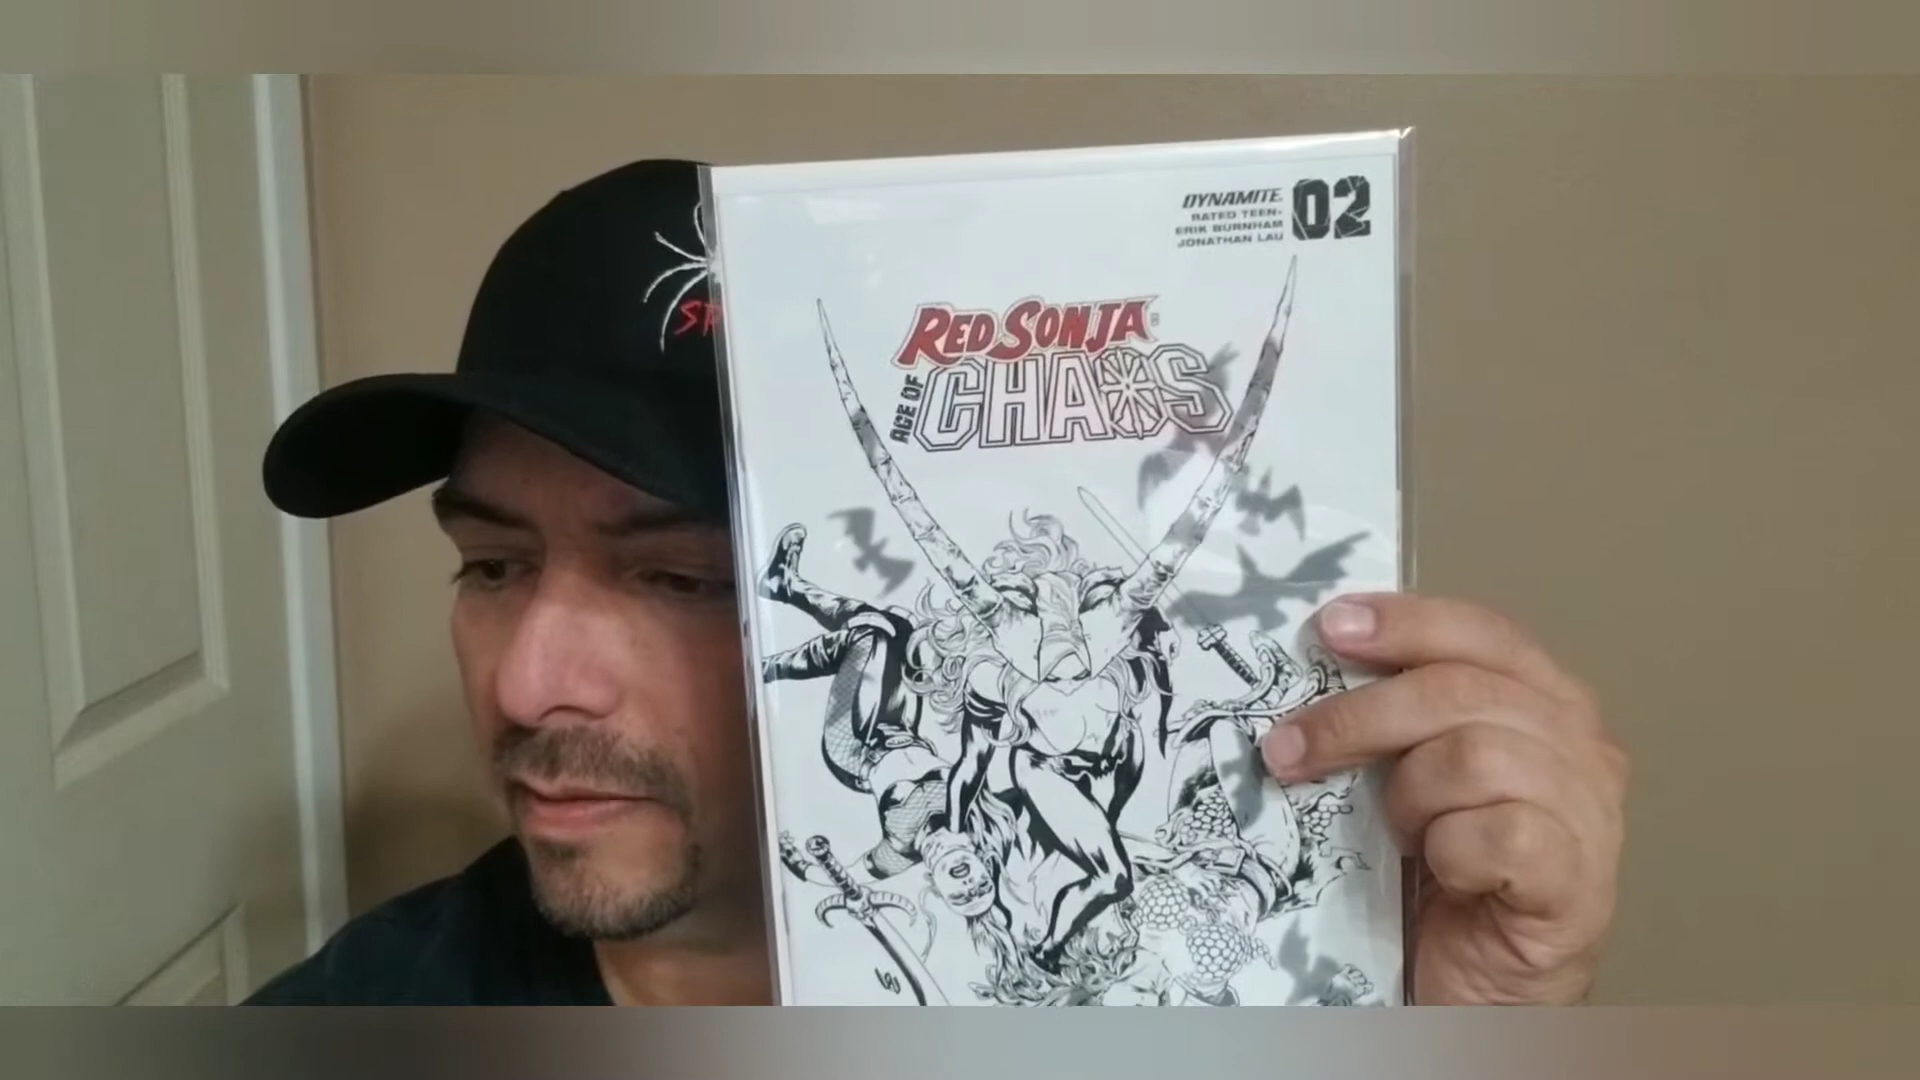 DYNAMITE. 02
RATED TEEN+
ERIK BURNHAM
JONATHAN LAU
RED SONJA
AGE OF CHAOS